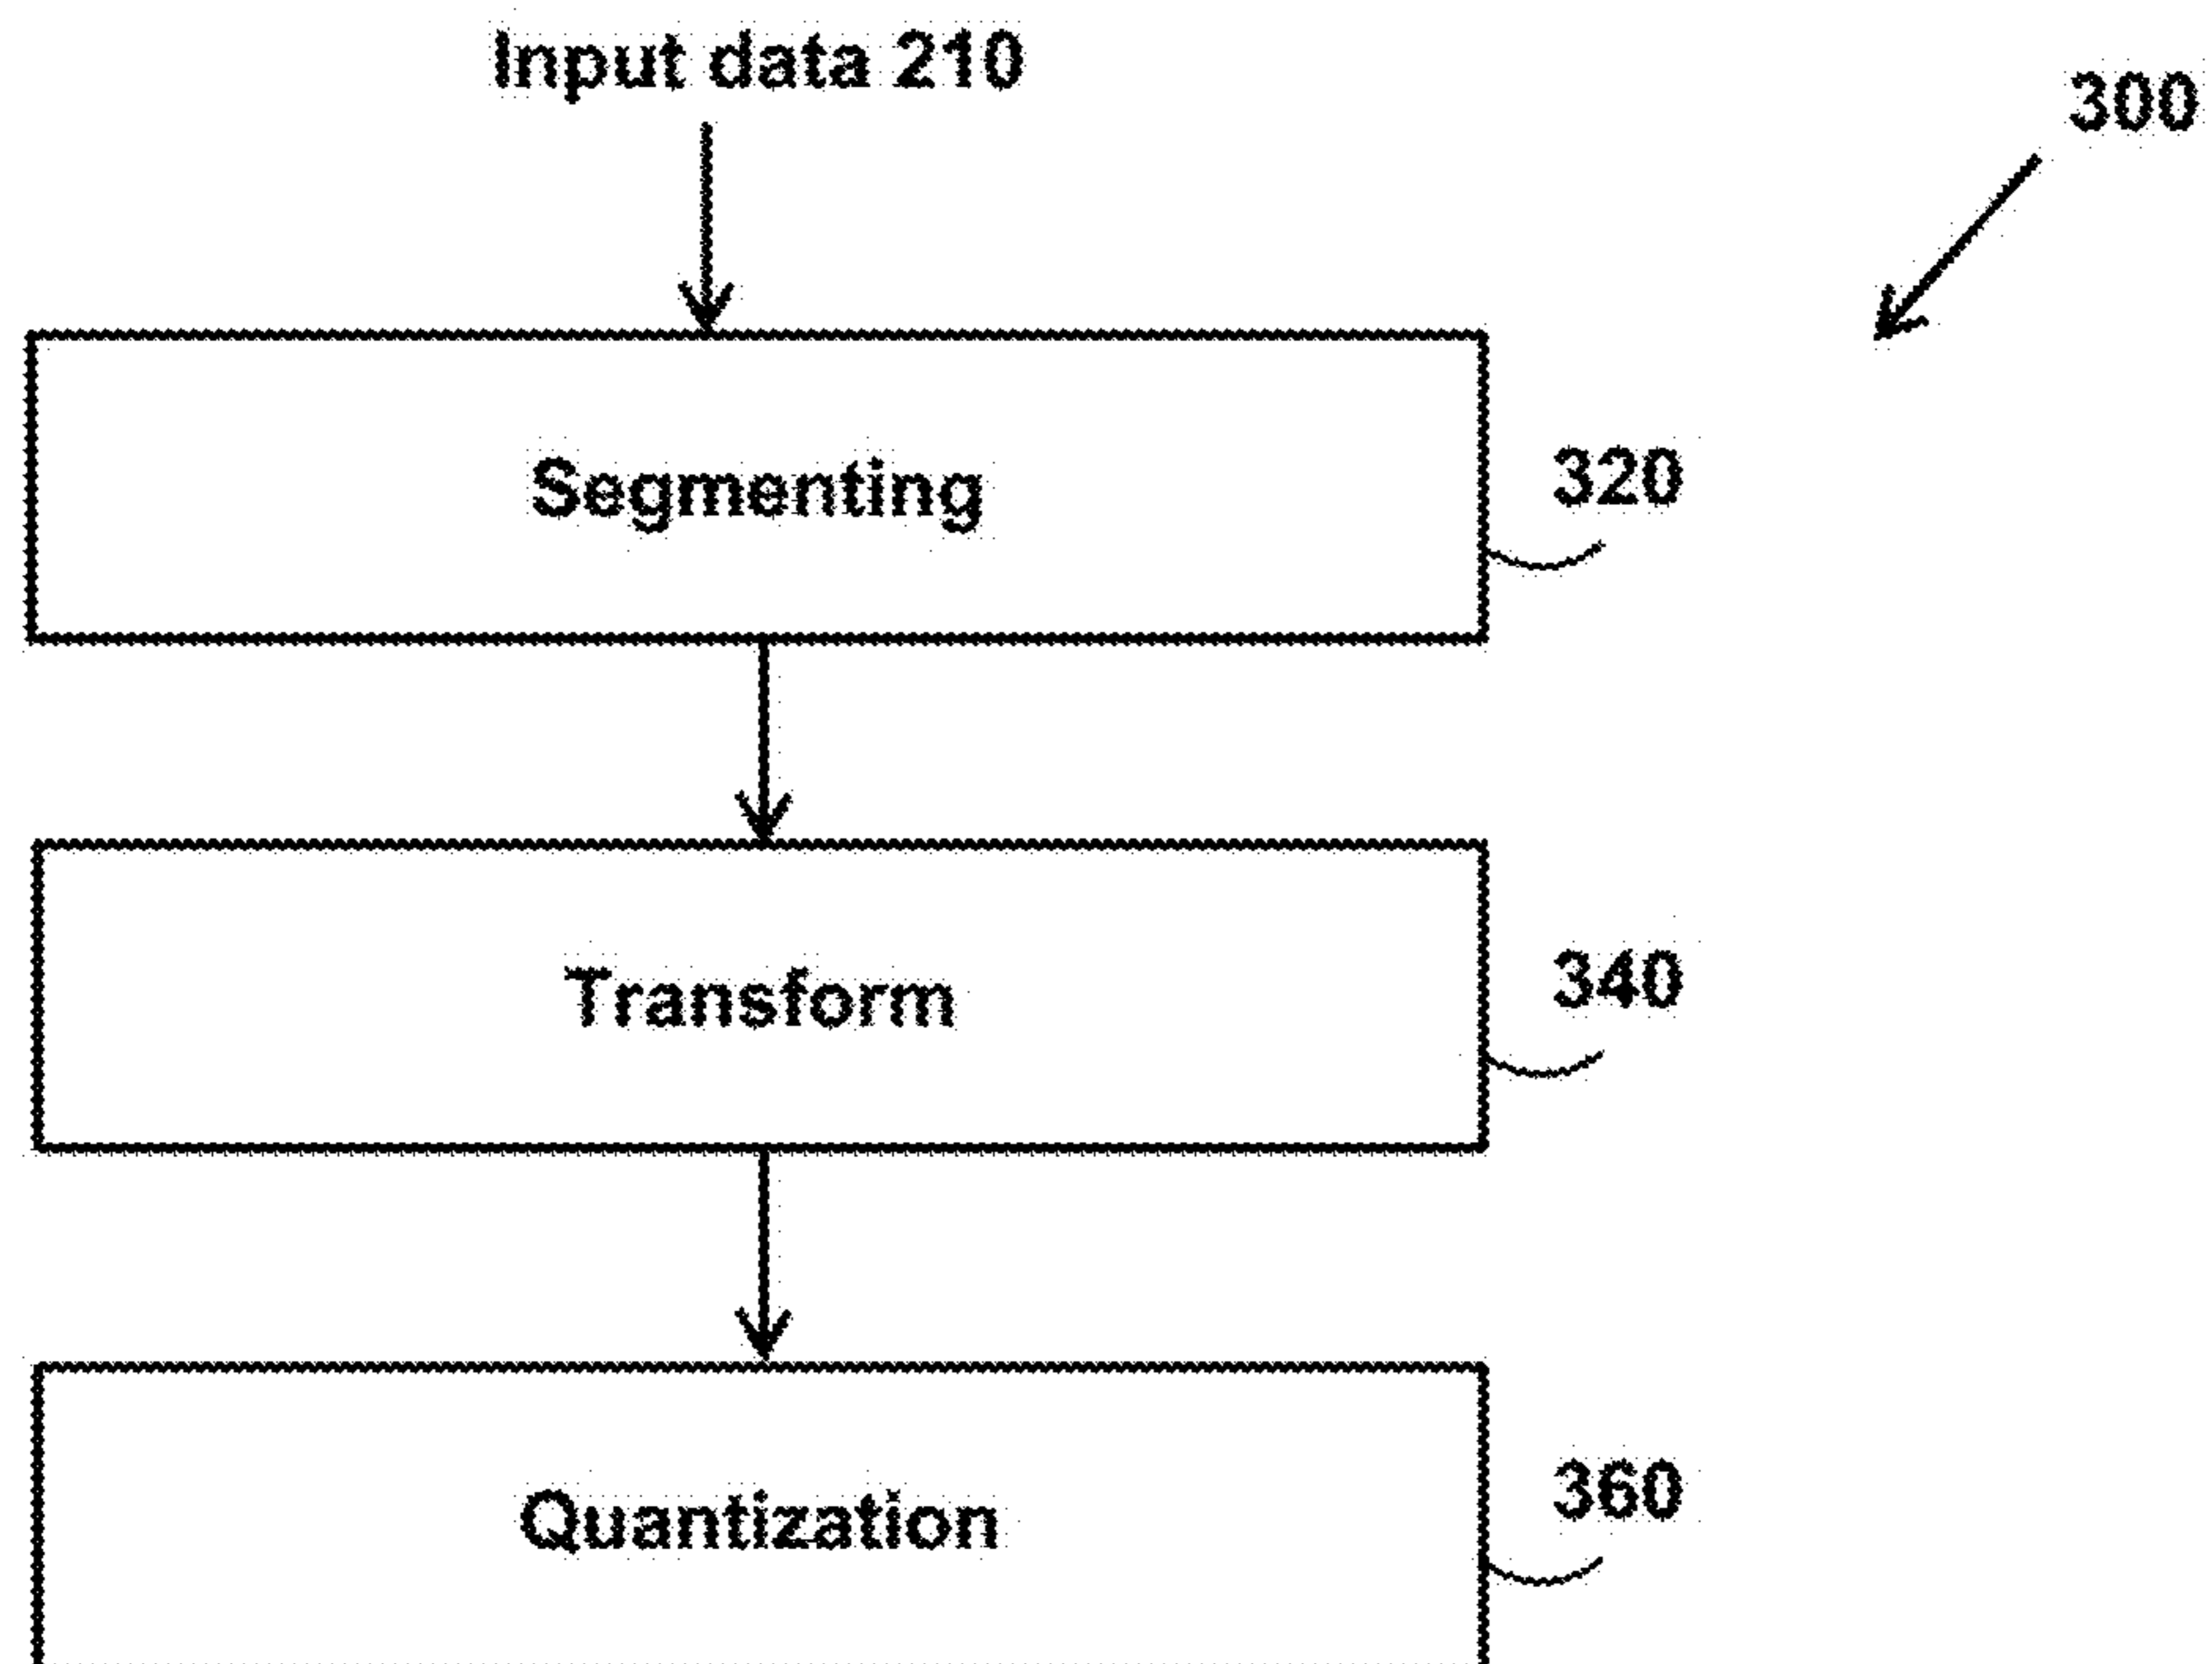 Input data 210
300
Segmenting
320
Transform
340
Quantization
360